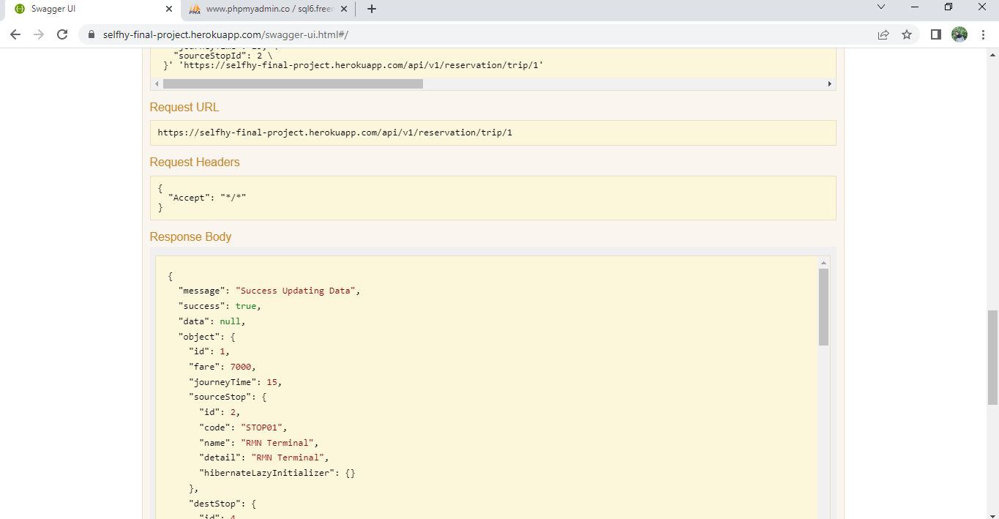 Swagger UI
www.phpmyadmin.co / sql6.freem
selfhy-final-project.herokuapp.com/swagger-ui.html#/
"sourceStopId": 2 \
}' 'https://selfhy-final-project.herokuapp.com/api/v1/reservation/trip/1'
Request URL
https://selfhy-final-project.herokuapp.com/api/v1/reservation/trip/1
Request Headers
{
"Accept": "*/*"
}
Response Body
{
"message": "Success Updating Data",
"success": true,
"data": null,
"object": {
"id": 1,
"fare": 7000,
"journeyTime": 15,
"sourceStop": {
"id": 2,
"code": "STOP01",
"name": "RMN Terminal",
"detail": "RMN Terminal",
"hibernateLazyInitializer": {}
},
"destStop": {
"id": 4